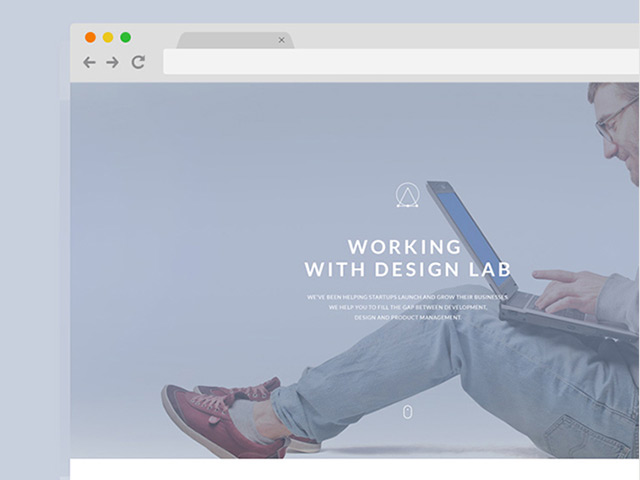 WORKING
WITH DESIGN LAB
WE'VE BEEN HELPING STARTUPS LAUNCH AND GROW THEIR BUSINESSES.
WE HELP YOU TO FILL THE GAP BETWEEN DEVELOPMENT,
DESIGN AND PRODUCT MANAGEMENT.